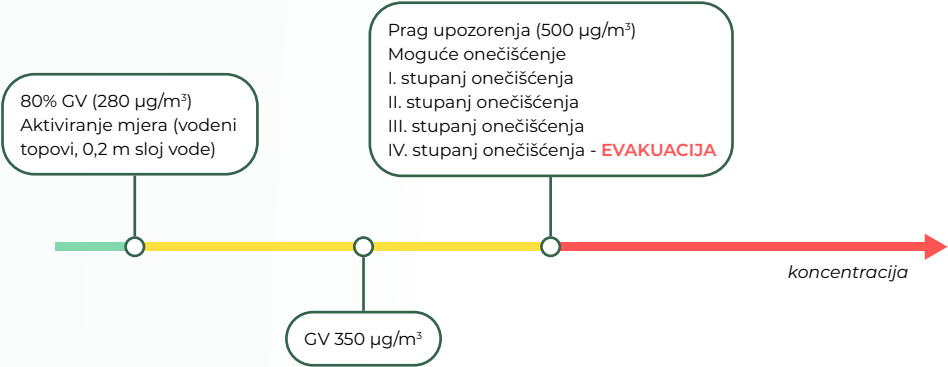 Prag upozorenja (500 µg/m³)
Moguće onečišćenje
I. stupanj onečišćenja
II. stupanj onečišćenja
III. stupanj onečišćenja
IV. stupanj onečišćenja - EVAKUACIJA
80% GV (280 µg/m³)
Aktiviranje mjera (vodeni
topovi, 0,2 m sloj vode)
koncentracija
GV 350 µg/m³